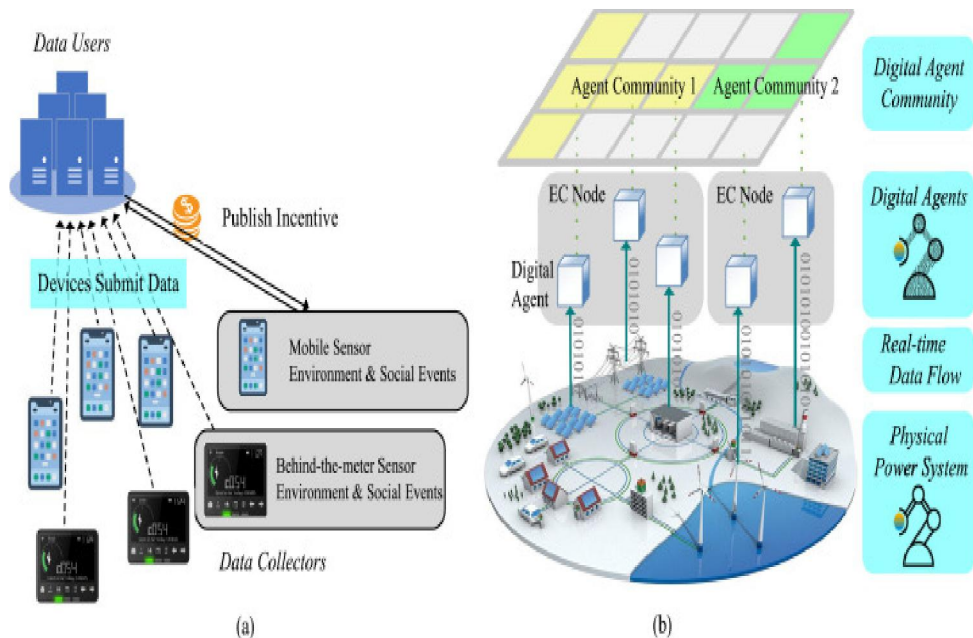 Data Users
Publish Incentive
Devices Submit Data
Mobile Sensor
Environment & Social Events
Behind-the-meter Sensor
Environment & Social Events
Data Collectors
(a)
Agent Community 1
Agent Community 2
EC Node
EC Node
Digital
Agent
Digital Agent
Community
Digital Agents
Real-time
Data Flow
Physical
Power System
(b)